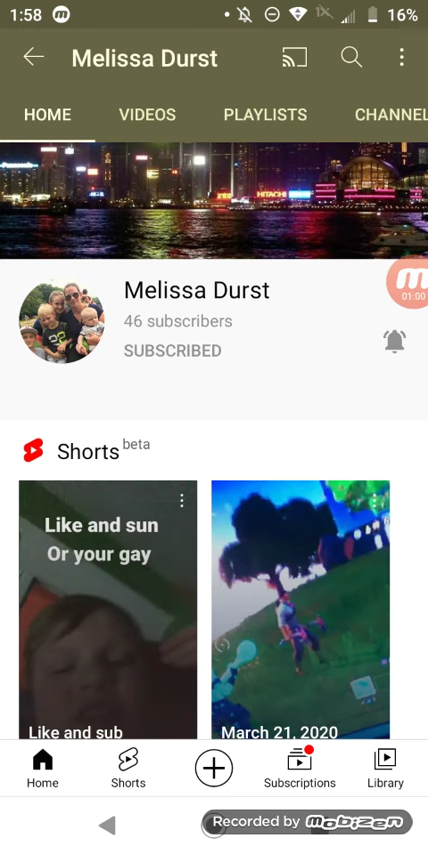 1:58
16%
Melissa Durst
HOME VIDEOS PLAYLISTS CHANNEL
HITACHI
Melissa Durst
46 subscribers
SUBSCRIBED
01:00
Shorts beta
Like and sun
Or your gay
Like and sub
March 21, 2020
Home Shorts Subscriptions Library
Recorded by mobizen